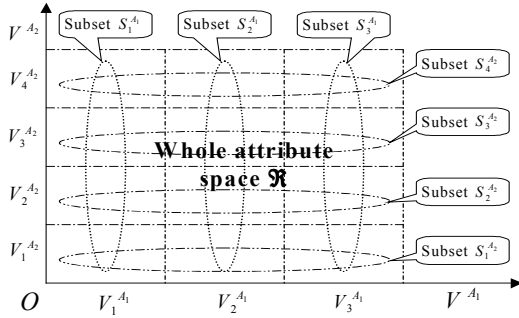 V^{A_2}
Subset S_1^{A_1}
Subset S_2^{A_1}
Subset S_3^{A_1}
V_4^{A_2}
Subset S_4^{A_2}
V_3^{A_2}
Subset S_3^{A_2}
Whole attribute
space ℜ
V_2^{A_2}
Subset S_2^{A_2}
V_1^{A_2}
Subset S_1^{A_2}
O
V_1^{A_1}
V_2^{A_1}
V_3^{A_1}
V^{A_1}